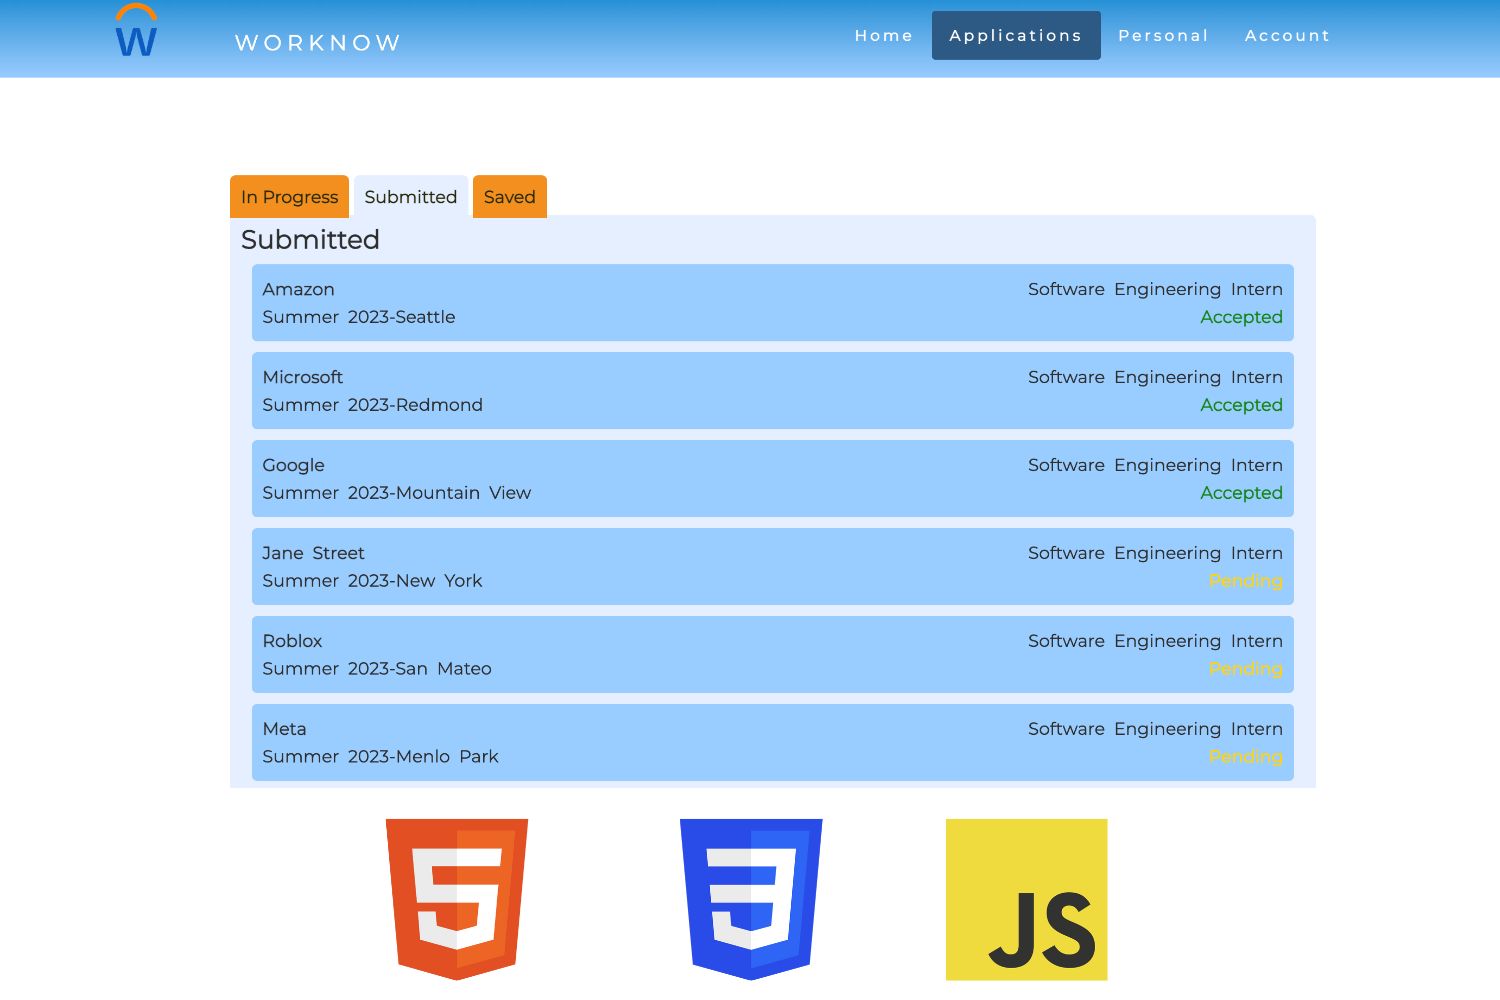 W
WORKNOW
Home Applications Personal Account
In Progress Submitted Saved
Submitted
Amazon Software Engineering Intern
Summer 2023-Seattle Accepted
Microsoft Software Engineering Intern
Summer 2023-Redmond Accepted
Google Software Engineering Intern
Summer 2023-Mountain View Accepted
Jane Street Software Engineering Intern
Summer 2023-New York Pending
Roblox Software Engineering Intern
Summer 2023-San Mateo Pending
Meta Software Engineering Intern
Summer 2023-Menlo Park Pending
5 3 JS